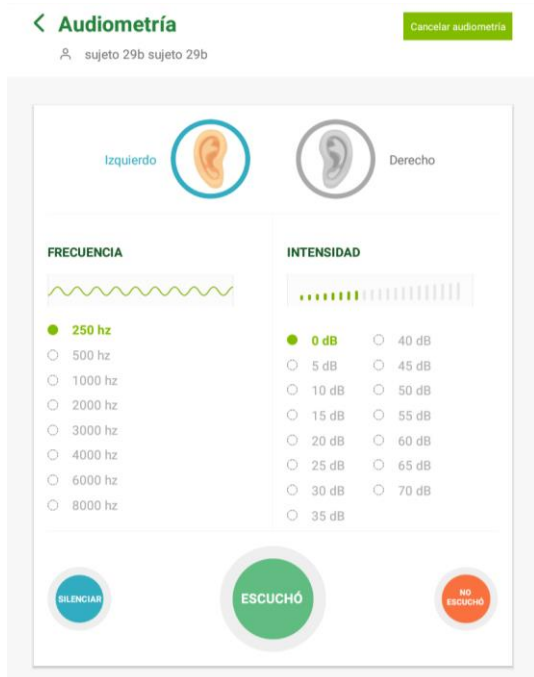 Audiometría
Cancelar audiometría
sujeto 29b sujeto 29b
Izquierdo
Derecho
FRECUENCIA
250 hz
500 hz
1000 hz
2000 hz
3000 hz
4000 hz
6000 hz
8000 hz
INTENSIDAD
0 dB
5 dB
10 dB
15 dB
20 dB
25 dB
30 dB
35 dB
40 dB
45 dB
50 dB
55 dB
60 dB
65 dB
70 dB
SILENCIAR
ESCUCHÓ
NO
ESCUCHÓ